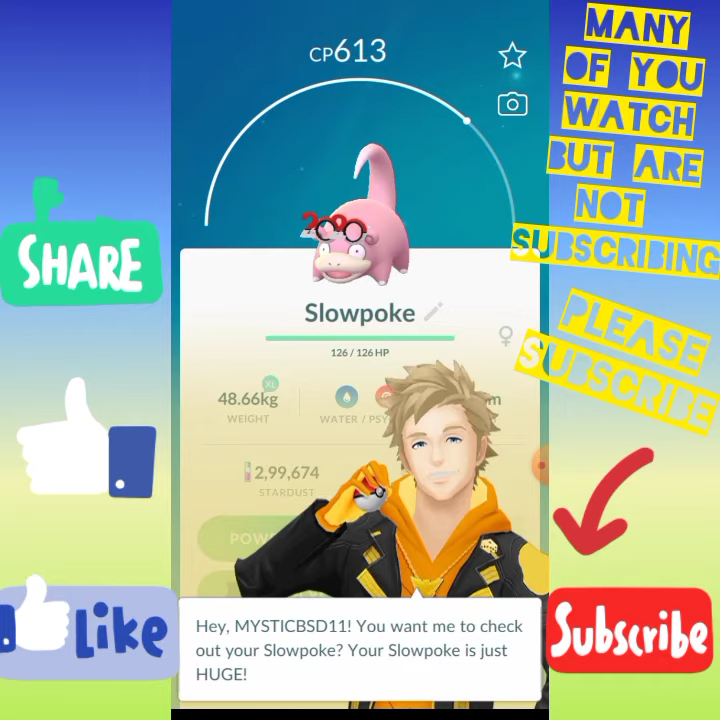 MANY
OF YOU
WATCH
BUT ARE
NOT
SUBSCRIBING
PLEASE
SUBSCRIBE
SHARE
Like
Subscribe
CP613
2020
Slowpoke
126 / 126 HP
XL
48.66kg
m
WEIGHT
WATER / PSY
2,99,674
STARDUST
POW
Hey, MYSTICBSD11! You want me to check
out your Slowpoke? Your Slowpoke is just
HUGE!